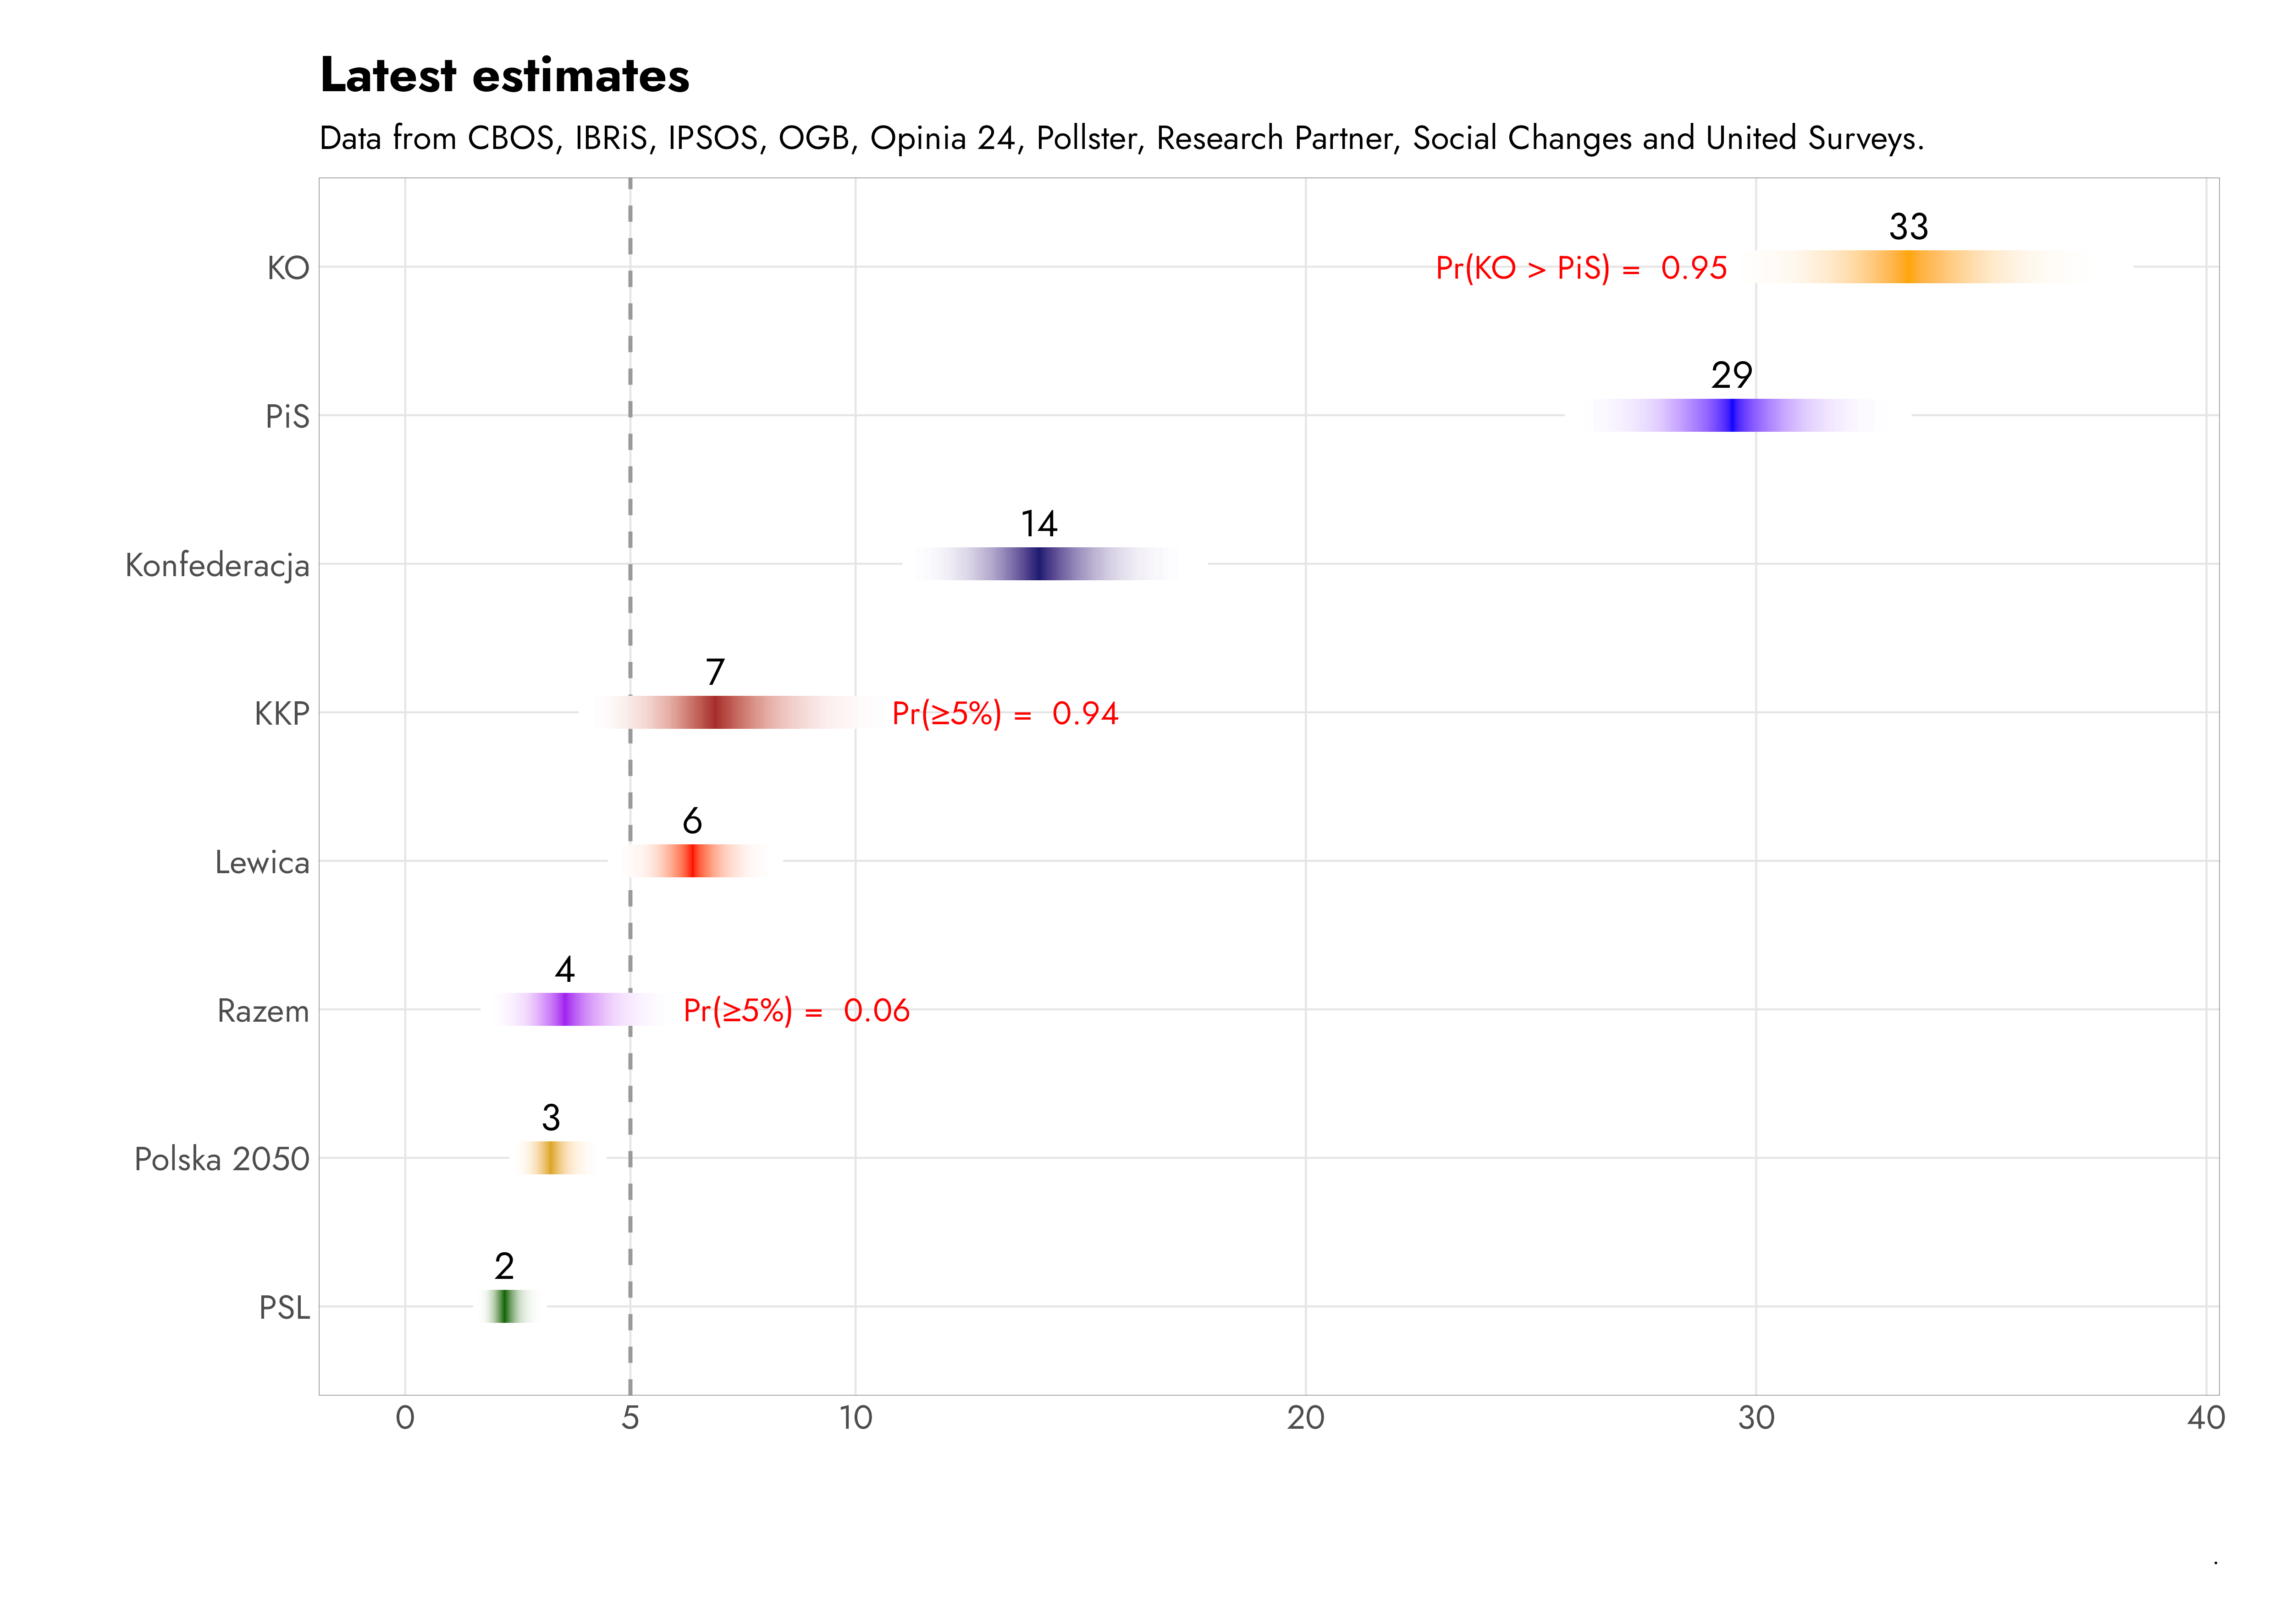 Latest estimates
Data from CBOS, IBRiS, IPSOS, OGB, Opinia 24, Pollster, Research Partner, Social Changes and United Surveys.
33
KO
Pr(KO > PiS) = 0.95
29
PiS
14
Konfederacja
7
KKP
Pr(≥5%) = 0.94
6
Lewica
4
Razem
Pr(≥5%) = 0.06
3
Polska 2050
2
PSL
0 5 10 20 30 40
.